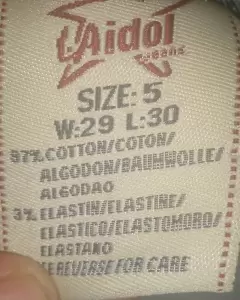 Aidol
Jeans
SIZE: 5
W:29 L:30
97% COTTON/COTON/
ALGODON/BAUMWOLLE/
ALGODAO
3% ELASTIN/ELASTINE/
ELASTICO/ELASTOMORO/
ELASTANO
REVERSE FOR CARE